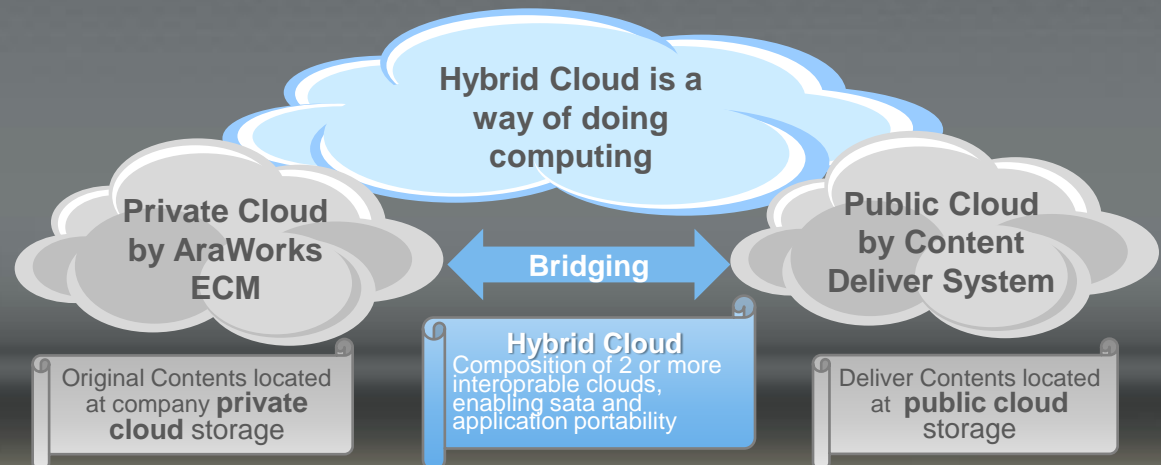 Hybrid Cloud is a
way of doing
computing
Private Cloud
by AraWorks
ECM
Bridging
Public Cloud
by Content
Deliver System
Original Contents located
at company private
cloud storage
Hybrid Cloud
Composition of 2 or more
interoprable clouds,
enabling sata and
application portability
Deliver Contents located
at public cloud
storage